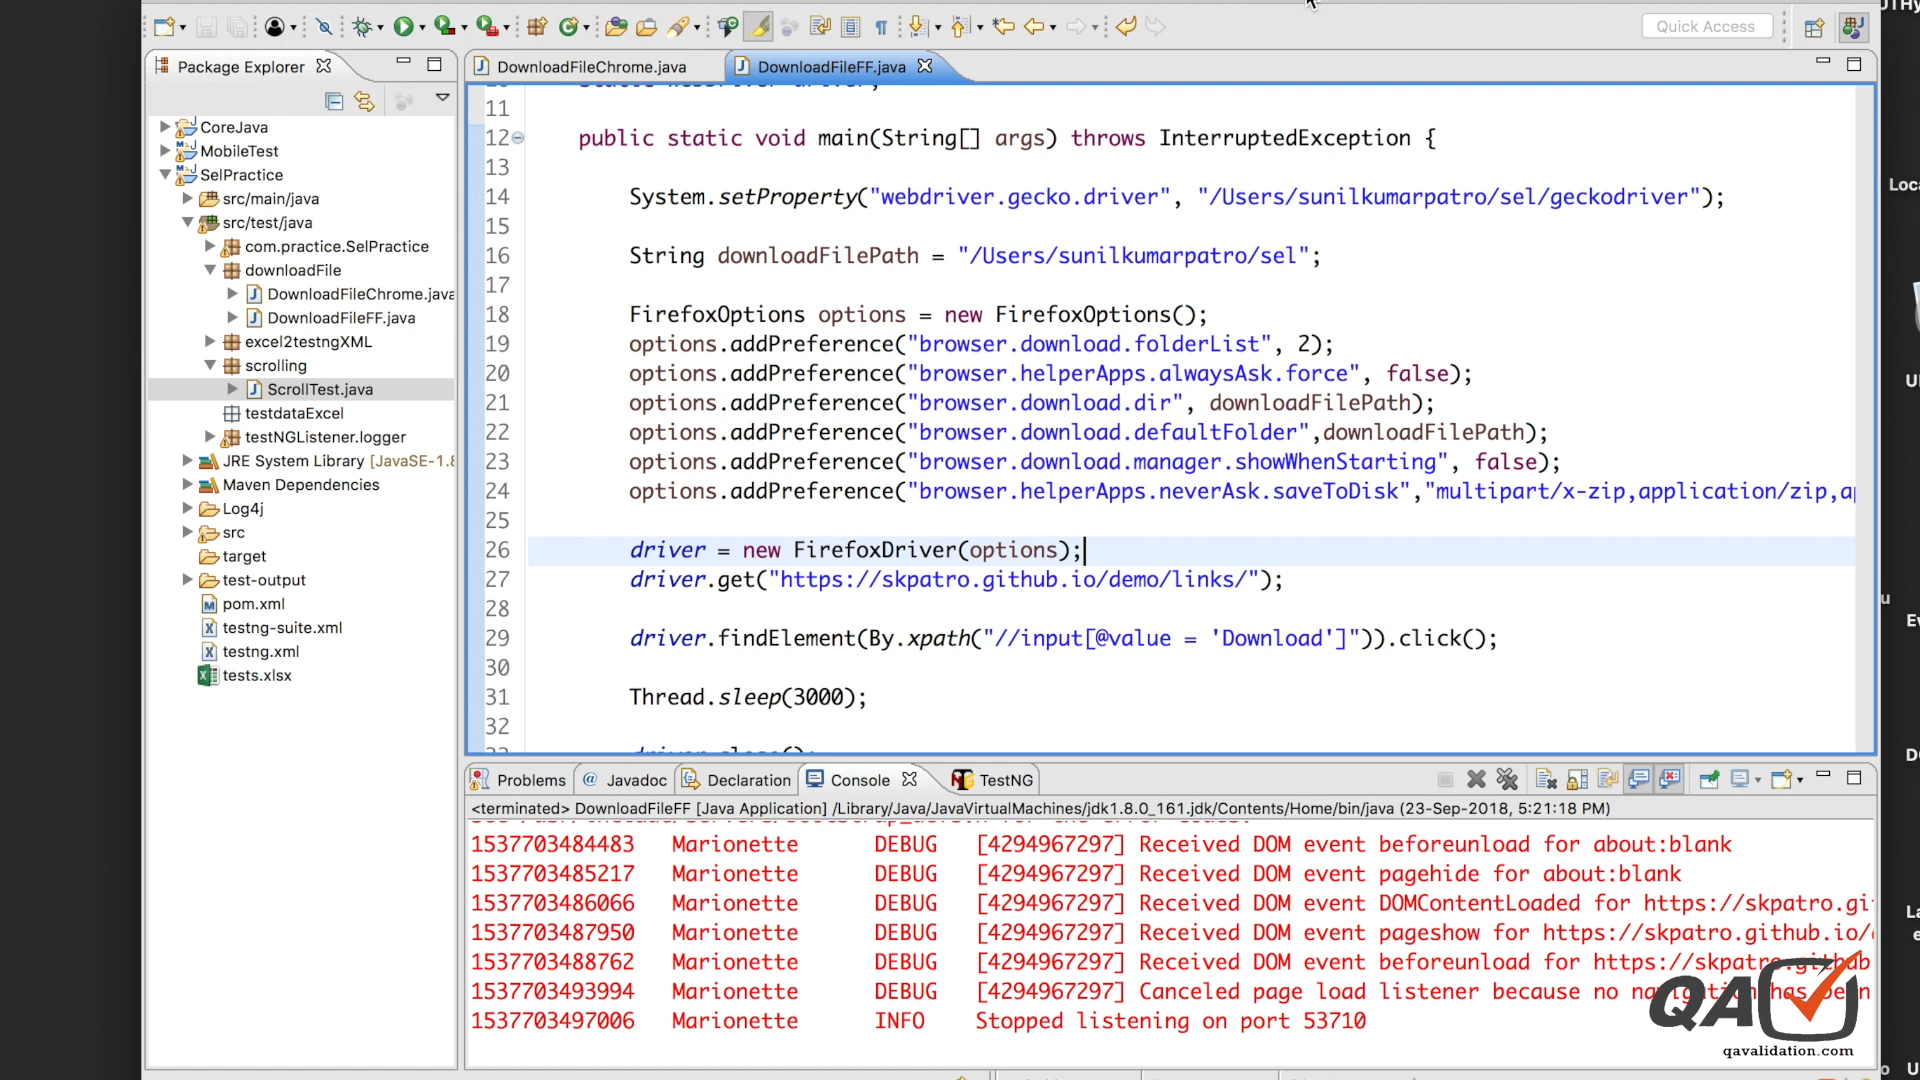 Quick Access
Package Explorer
DownloadFileChrome.java
DownloadFileFF.java
CoreJava
MobileTest
SelPractice
src/main/java
src/test/java
com.practice.SelPractice
downloadFile
DownloadFileChrome.java
DownloadFileFF.java
excel2testngXML
scrolling
ScrollTest.java
testdataExcel
testNGListener.logger
JRE System Library [JavaSE-1.8
Maven Dependencies
Log4j
src
target
test-output
pom.xml
testng-suite.xml
testng.xml
tests.xlsx
11
12 public static void main(String[] args) throws InterruptedException {
13
14 System.setProperty("webdriver.gecko.driver", "/Users/sunilkumarpatro/sel/geckodriver");
15
16 String downloadFilePath = "/Users/sunilkumarpatro/sel";
17
18 FirefoxOptions options = new FirefoxOptions();
19 options.addPreference("browser.download.folderList", 2);
20 options.addPreference("browser.helperApps.alwaysAsk.force", false);
21 options.addPreference("browser.download.dir", downloadFilePath);
22 options.addPreference("browser.download.defaultFolder",downloadFilePath);
23 options.addPreference("browser.download.manager.showWhenStarting", false);
24 options.addPreference("browser.helperApps.neverAsk.saveToDisk","multipart/x-zip,application/zip,ap
25
26 driver = new FirefoxDriver(options);
27 driver.get("https://skpatro.github.io/demo/links/");
28
29 driver.findElement(By.xpath("//input[@value = 'Download']")).click();
30
31 Thread.sleep(3000);
32
Problems @ Javadoc Declaration Console TestNG
<terminated> DownloadFileFF [Java Application] /Library/Java/JavaVirtualMachines/jdk1.8.0_161.jdk/Contents/Home/bin/java (23-Sep-2018, 5:21:18 PM)
1537703484483 Marionette DEBUG [4294967297] Received DOM event beforeunload for about:blank
1537703485217 Marionette DEBUG [4294967297] Received DOM event pagehide for about:blank
1537703486066 Marionette DEBUG [4294967297] Received DOM event DOMContentLoaded for https://skpatro.gi
1537703487950 Marionette DEBUG [4294967297] Received DOM event pageshow for https://skpatro.github.io/
1537703488762 Marionette DEBUG [4294967297] Received DOM event beforeunload for https://skpatro.github
1537703493994 Marionette DEBUG [4294967297] Canceled page load listener because no navigation has been
1537703497006 Marionette INFO Stopped listening on port 53710
QA
qavalidation.com